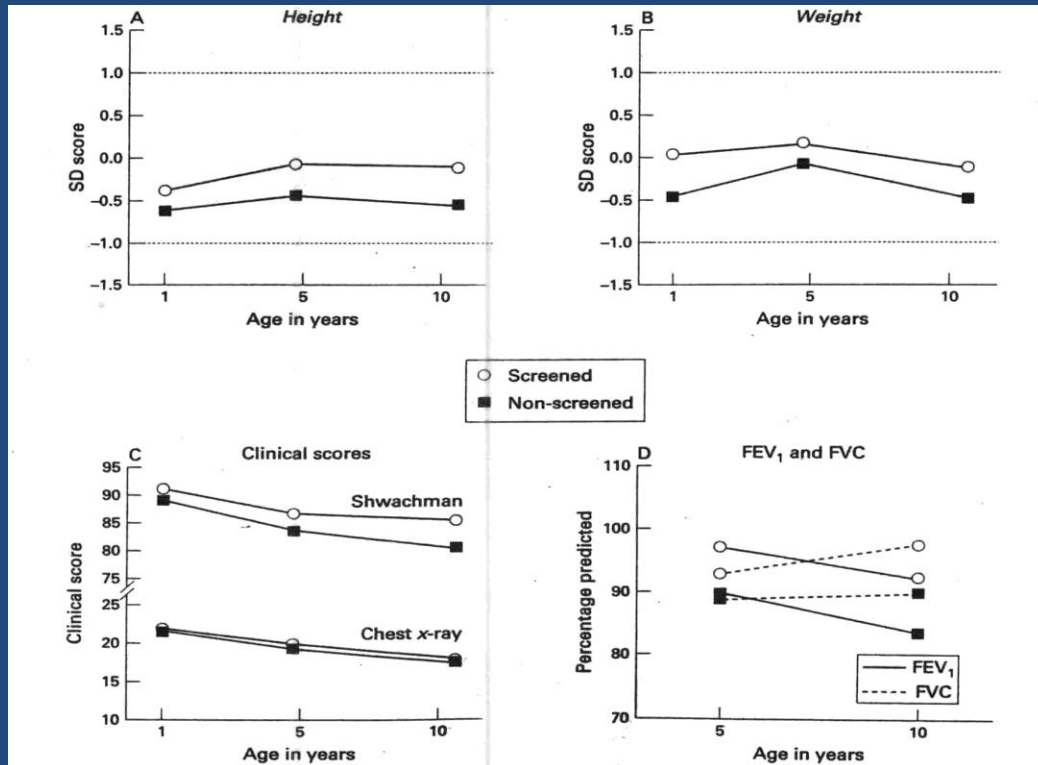 A
Height
1.5
1.0
0.5
0.0
−0.5
−1.0
−1.5
SD score
1 5 10
Age in years
B
Weight
1.5
1.0
0.5
0.0
−0.5
−1.0
−1.5
SD score
1 5 10
Age in years
Screened
Non-screened
C
Clinical scores
95
90
85
80
75
25
20
15
10
Clinical score
Shwachman
Chest x-ray
1 5 10
Age in years
D
FEV₁ and FVC
110
100
90
80
70
Percentage predicted
FEV₁
FVC
5 10
Age in years